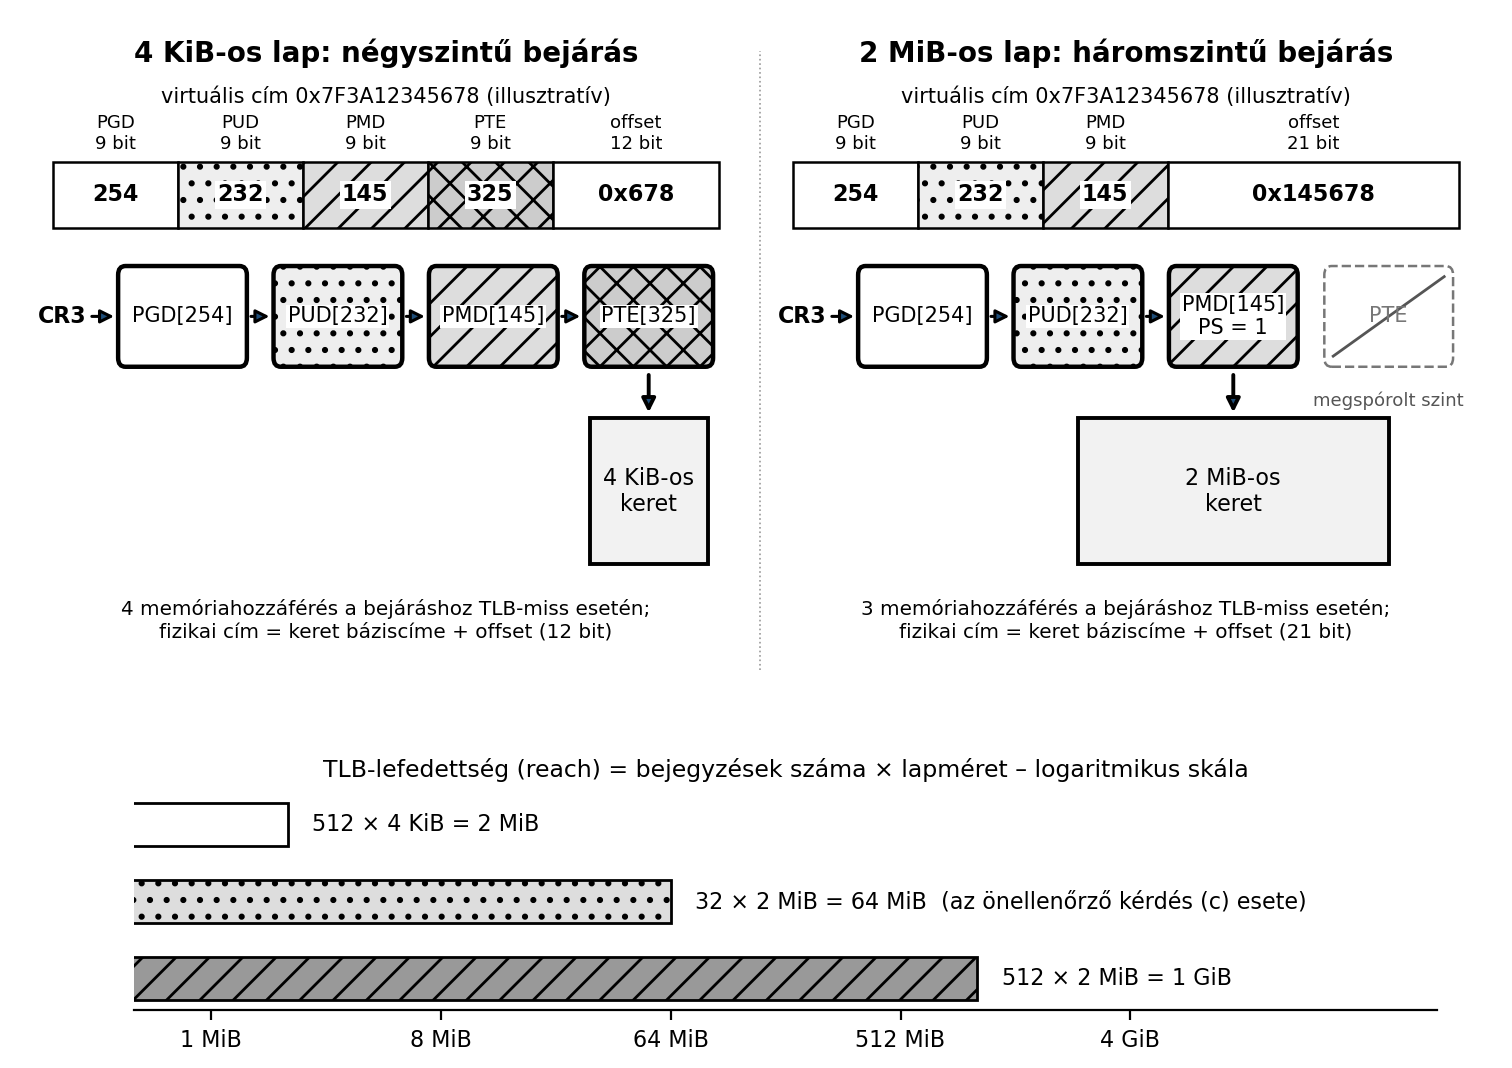 4 KiB-os lap: négyszintű bejárás
virtuális cím 0x7F3A12345678 (illusztratív)
PGD PUD PMD PTE offset
9 bit 9 bit 9 bit 9 bit 12 bit
254 232 145 325 0x678
CR3 PGD[254] PUD[232] PMD[145] PTE[325]
4 KiB-os
keret
4 memóriahozzáférés a bejáráshoz TLB-miss esetén;
fizikai cím = keret báziscíme + offset (12 bit)
2 MiB-os lap: háromszintű bejárás
virtuális cím 0x7F3A12345678 (illusztratív)
PGD PUD PMD offset
9 bit 9 bit 9 bit 21 bit
254 232 145 0x145678
CR3 PGD[254] PUD[232] PMD[145] PTE
PS = 1
megspórolt szint
2 MiB-os
keret
3 memóriahozzáférés a bejáráshoz TLB-miss esetén;
fizikai cím = keret báziscíme + offset (21 bit)
TLB-lefedettség (reach) = bejegyzések száma × lapméret – logaritmikus skála
512 × 4 KiB = 2 MiB
32 × 2 MiB = 64 MiB (az önellenőrző kérdés (c) esete)
512 × 2 MiB = 1 GiB
1 MiB 8 MiB 64 MiB 512 MiB 4 GiB